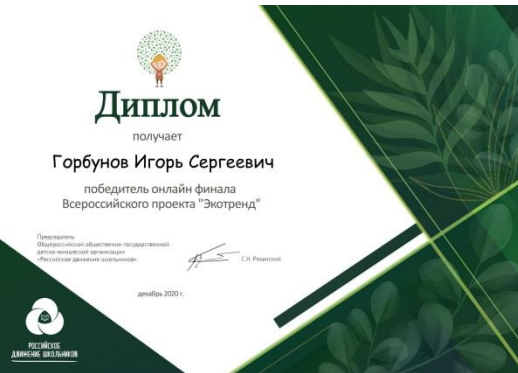 Диплом
получает
Горбунов Игорь Сергеевич
победитель онлайн финала
Всероссийского проекта "Экотренд"
Председатель
Общероссийской общественно-государственной
детско-юношеской организации
«Российское движение школьников»
С.Н. Рязанский
декабрь 2020 г.
РОССИЙСКОЕ
ДВИЖЕНИЕ ШКОЛЬНИКОВ